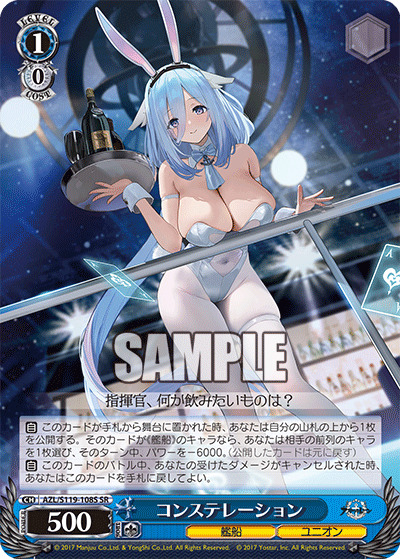 LEVEL
1
0
COST
SAMPLE
指揮官、何が飲みたいものは？
自 このカードが手札から舞台に置かれた時、あなたは自分の山札の上から1枚を公開する。そのカードが《艦船》のキャラなら、あなたは相手の前列のキャラを1枚選び、そのターン中、パワーを－6000。（公開したカードは元に戻す）
自 このカードのバトル中、あなたの受けたダメージがキャンセルされた時、あなたはこのカードを手札に戻してよい。
CH AZL/S119-108S SR
500
コンステレーション
艦船
ユニオン
© 2017 Manjuu Co.,Ltd. & YongShi Co.,Ltd. All Rights Reserved. © 2017 Yostar, Inc. All Rights Reserved.